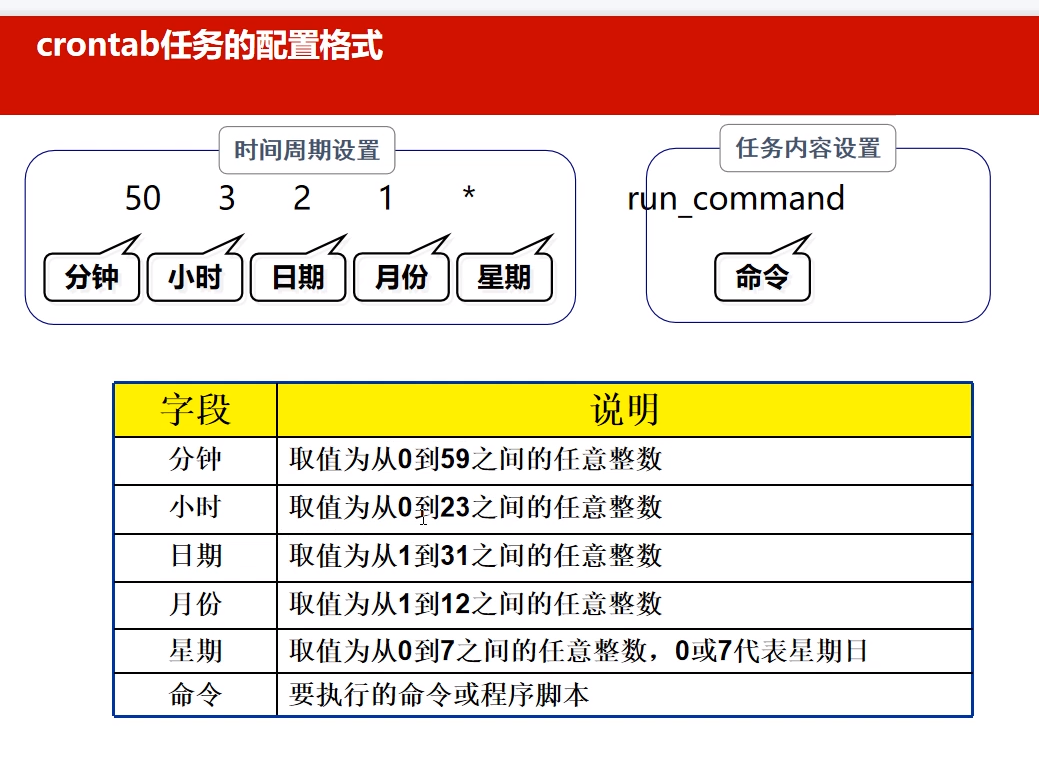 crontab任务的配置格式
时间周期设置
任务内容设置
50 3 2 1 *
run_command
分钟 小时 日期 月份 星期
命令
字段 说明
分钟 取值为从0到59之间的任意整数
小时 取值为从0到23之间的任意整数
日期 取值为从1到31之间的任意整数
月份 取值为从1到12之间的任意整数
星期 取值为从0到7之间的任意整数，0或7代表星期日
命令 要执行的命令或程序脚本